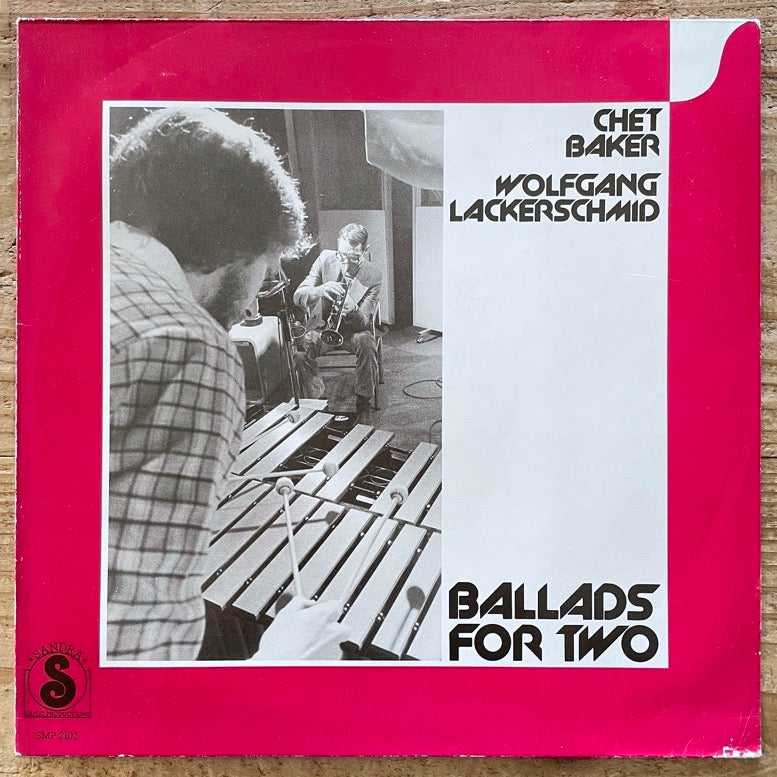 CHET
BAKER
WOLFGANG
LACKERSCHMID
BALLADS
FOR TWO
SANDRA
S
MUSIC PRODUCTIONS
SMP 2102